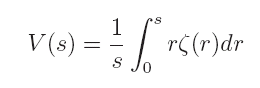 V(s) = \frac{1}{s} \int_0^s r\zeta(r)dr